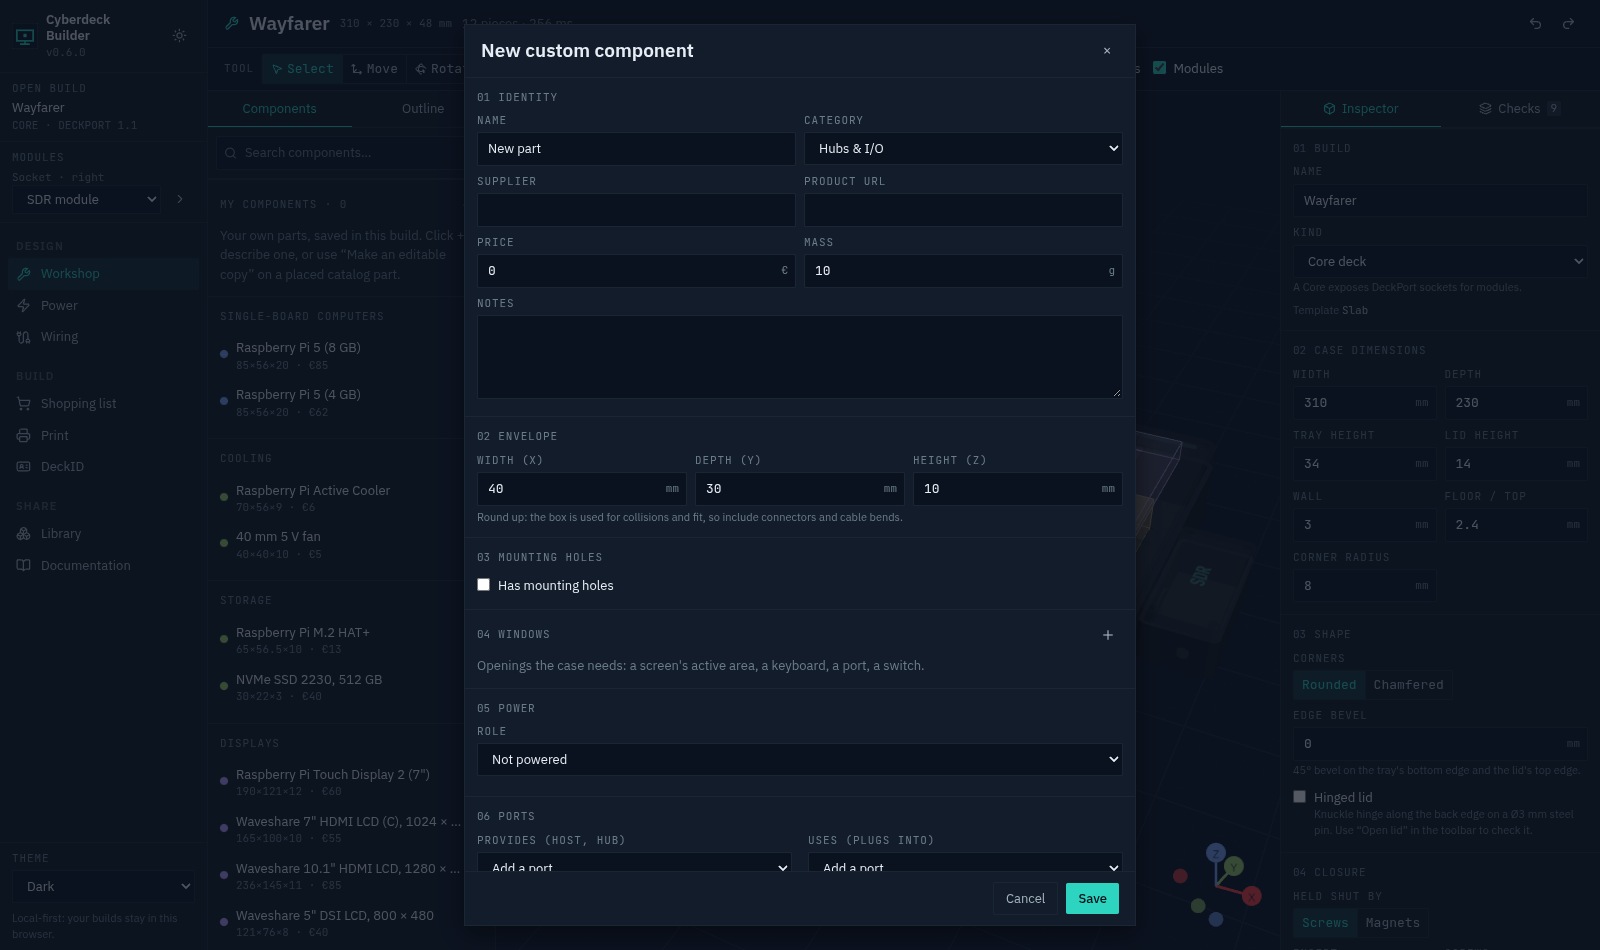 Cyberdeck
Builder
v0.6.0
OPEN BUILD
Wayfarer
CORE · DECKPORT 1.1
MODULES
Socket · right
SDR module
DESIGN
Workshop
Power
Wiring
BUILD
Shopping list
Print
DeckID
SHARE
Library
Documentation
THEME
Dark
Local-first: your builds stay in this
browser.
Wayfarer 310 × 230 × 48 mm 12 pieces · 256 ms
TOOL Select Move
Modules
Components Outline
Search components...
MY COMPONENTS · 0
Your own parts, saved in this build. Click +
describe one, or use "Make an editable
copy" on a placed catalog part.
SINGLE-BOARD COMPUTERS
Raspberry Pi 5 (8 GB)
85×56×20 · €85
Raspberry Pi 5 (4 GB)
85×56×20 · €62
COOLING
Raspberry Pi Active Cooler
70×56×9 · €6
40 mm 5 V fan
40×40×10 · €5
STORAGE
Raspberry Pi M.2 HAT+
65×56.5×10 · €13
NVMe SSD 2230, 512 GB
30×22×3 · €40
DISPLAYS
Raspberry Pi Touch Display 2 (7")
190×121×12 · €60
Waveshare 7" HDMI LCD (C), 1024 × ...
165×100×10 · €55
Waveshare 10.1" HDMI LCD, 1280 × ...
236×145×11 · €85
Waveshare 5" DSI LCD, 800 × 480
121×76×8 · €40
New custom component ×
01 IDENTITY
NAME CATEGORY
New part Hubs & I/O
SUPPLIER PRODUCT URL
PRICE MASS
0 € 10 g
NOTES
02 ENVELOPE
WIDTH (X) DEPTH (Y) HEIGHT (Z)
40 mm 30 mm 10 mm
Round up: the box is used for collisions and fit, so include connectors and cable bends.
03 MOUNTING HOLES
Has mounting holes
04 WINDOWS +
Openings the case needs: a screen's active area, a keyboard, a port, a switch.
05 POWER
ROLE
Not powered
06 PORTS
PROVIDES (HOST, HUB) USES (PLUGS INTO)
Add a port Add a port
Cancel Save
SDR
Z
Y
X
Inspector Checks 9
01 BUILD
NAME
Wayfarer
KIND
Core deck
A Core exposes DeckPort sockets for modules.
Template Slab
02 CASE DIMENSIONS
WIDTH DEPTH
310 mm 230 mm
TRAY HEIGHT LID HEIGHT
34 mm 14 mm
WALL FLOOR / TOP
3 mm 2.4 mm
CORNER RADIUS
8 mm
03 SHAPE
CORNERS
Rounded Chamfered
EDGE BEVEL
0 mm
45° bevel on the tray's bottom edge and the lid's top edge.
Hinged lid
Knuckle hinge along the back edge on a Ø3 mm steel
pin. Use "Open lid" in the toolbar to check it.
04 CLOSURE
HELD SHUT BY
Screws Magnets